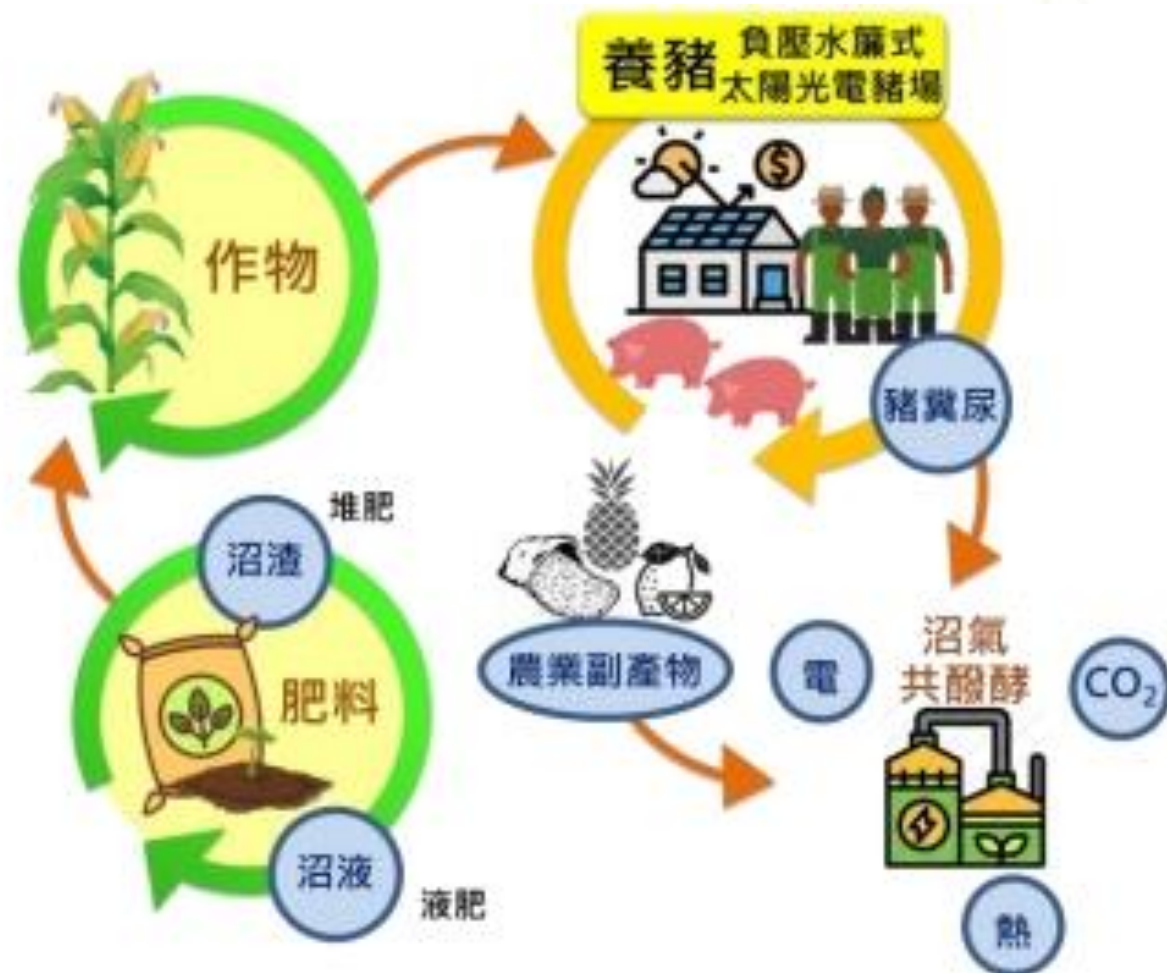 養豬
負壓水簾式
太陽光電豬場
$
作物
豬糞尿
堆肥
沼渣
肥料
沼液
液肥
農業副產物
電
沼氣
共醱酵
CO₂
熱